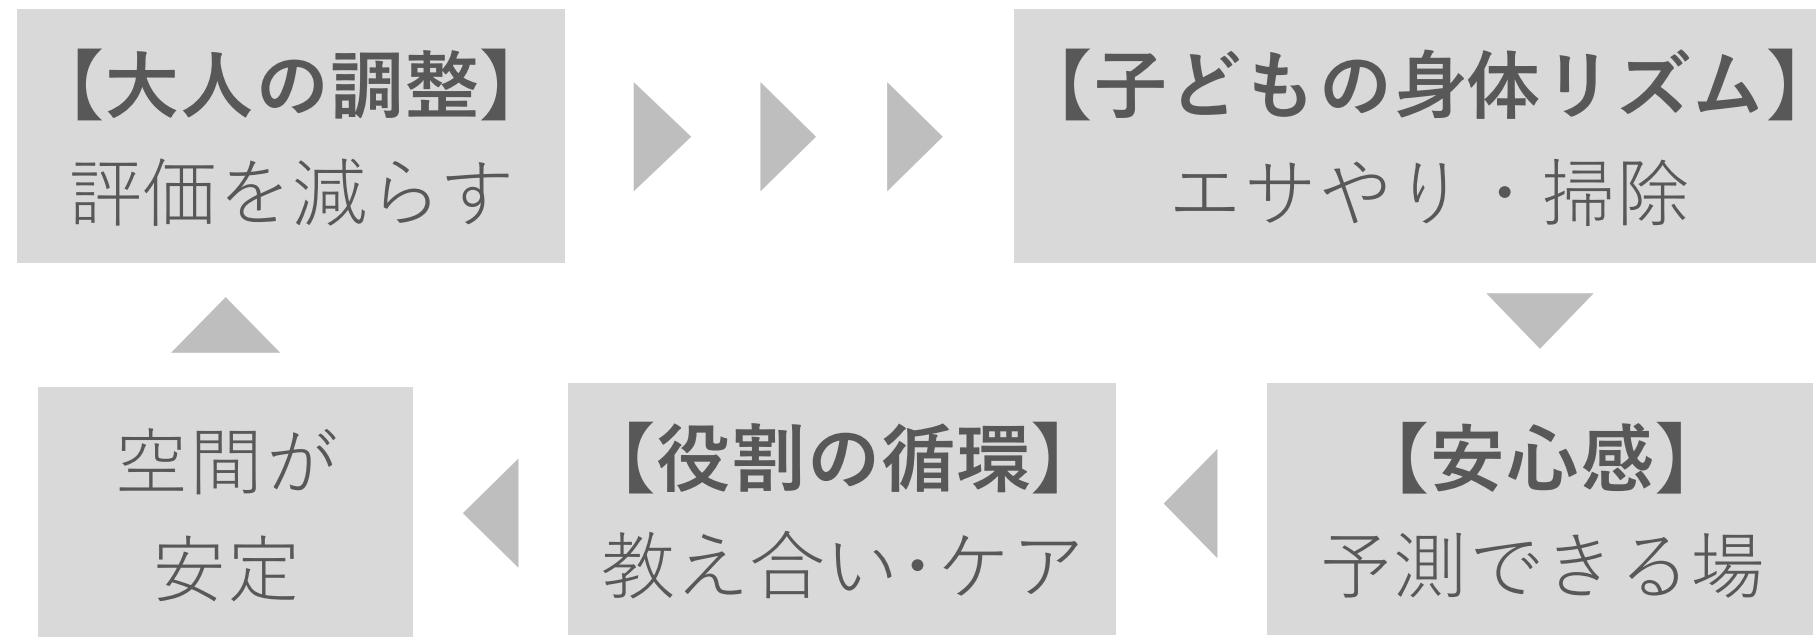 【大人の調整】
評価を減らす
【子どもの身体リズム】
エサやり・掃除
【安心感】
予測できる場
【役割の循環】
教え合い・ケア
空間が
安定